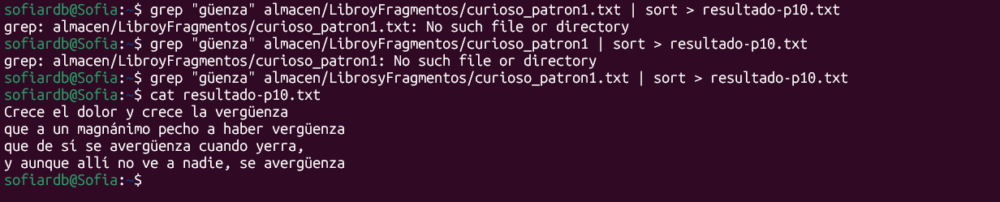 sofiardb@Sofia:~$ grep "güenza" almacen/LibroyFragmentos/curioso_patron1.txt | sort > resultado-p10.txt
grep: almacen/LibroyFragmentos/curioso_patron1.txt: No such file or directory
sofiardb@Sofia:~$ grep "güenza" almacen/LibroyFragmentos/curioso_patron1 | sort > resultado-p10.txt
grep: almacen/LibroyFragmentos/curioso_patron1: No such file or directory
sofiardb@Sofia:~$ grep "güenza" almacen/LibrosyFragmentos/curioso_patron1.txt | sort > resultado-p10.txt
sofiardb@Sofia:~$ cat resultado-p10.txt
Crece el dolor y crece la vergüenza
que a un magnánimo pecho a haber vergüenza
que de sí se avergüenza cuando yerra,
y aunque allí no ve a nadie, se avergüenza
sofiardb@Sofia:~$